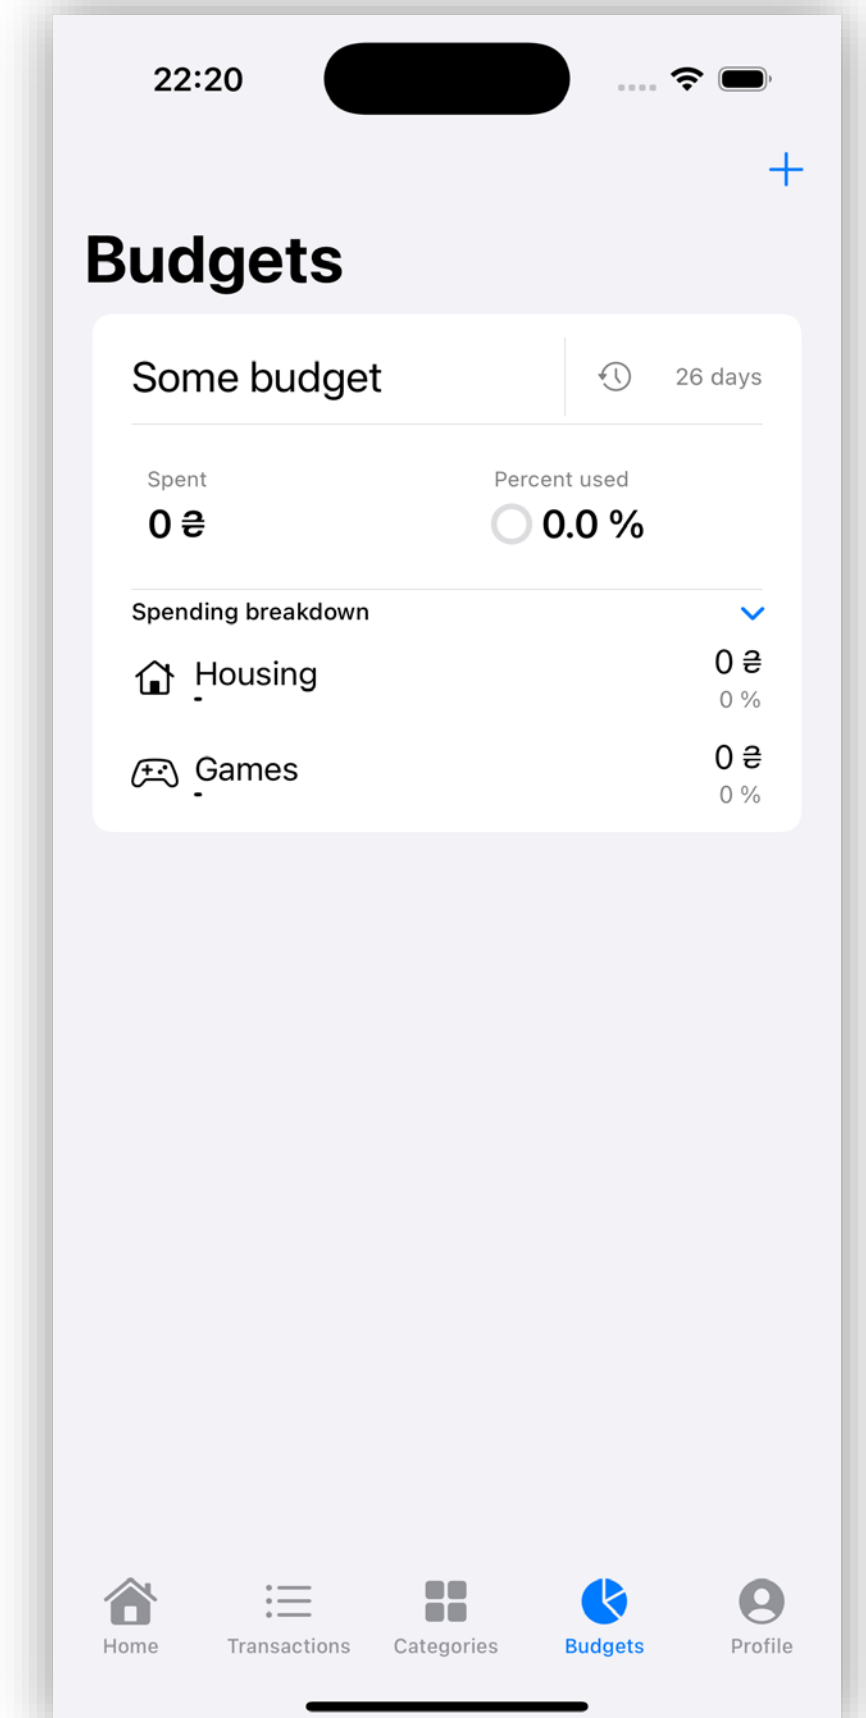 22:20
Budgets
Some budget
26 days
Spent
Percent used
0 ₴
0.0 %
Spending breakdown
Housing
0 ₴
-
0 %
Games
0 ₴
-
0 %
Home
Transactions
Categories
Budgets
Profile